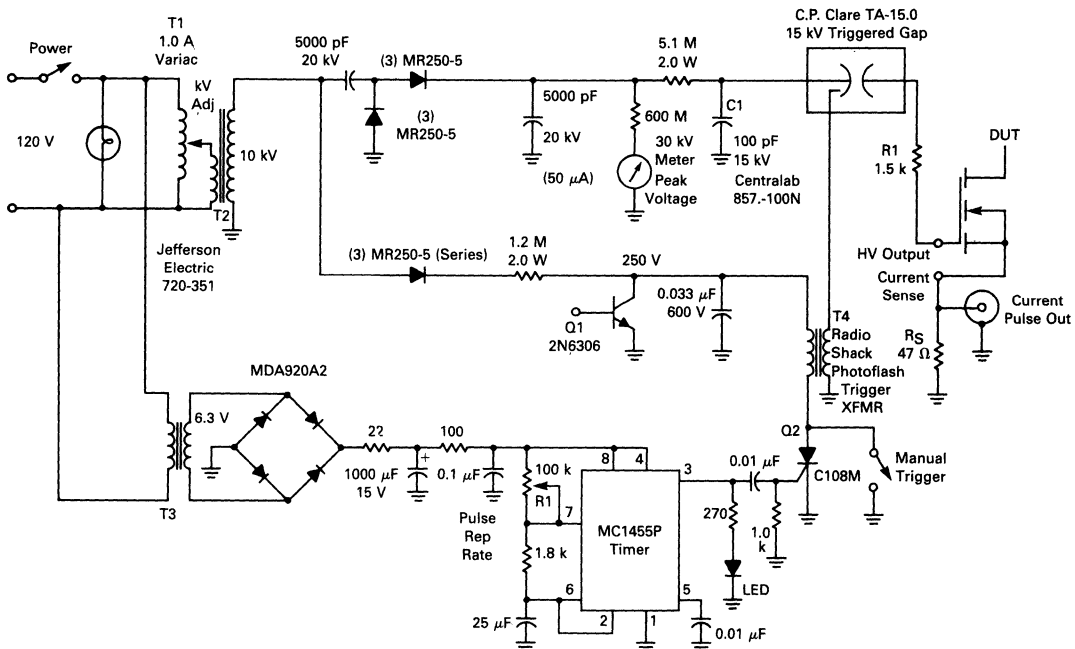 C.P. Clare TA-15.0
15 kV Triggered Gap
T1
1.0 A
Variac
Power
kV
Adj
120 V
10 kV
T2
Jefferson
Electric
720-351
5000 pF
20 kV
(3) MR250-5
(3)
MR250-5
5000 pF
20 kV
5.1 M
2.0 W
600 M
30 kV
Meter
Peak
Voltage
(50 μA)
C1
100 pF
15 kV
Centralab
857.-100N
R1
1.5 k
DUT
HV Output
Current
Sense
Current
Pulse Out
RS
47 Ω
(3) MR250-5 (Series)
1.2 M
2.0 W
250 V
Q1
2N6306
0.033 μF
600 V
T4
Radio
Shack
Photoflash
Trigger
XFMR
MDA920A2
6.3 V
T3
22
1000 μF
15 V
+
100
0.1 μF
100 k
R1
Pulse
Rep
Rate
1.8 k
25 μF
8
4
3
7
6
2
1
5
MC1455P
Timer
0.01 μF
270
LED
0.01 μF
1.0
k
Q2
C108M
Manual
Trigger